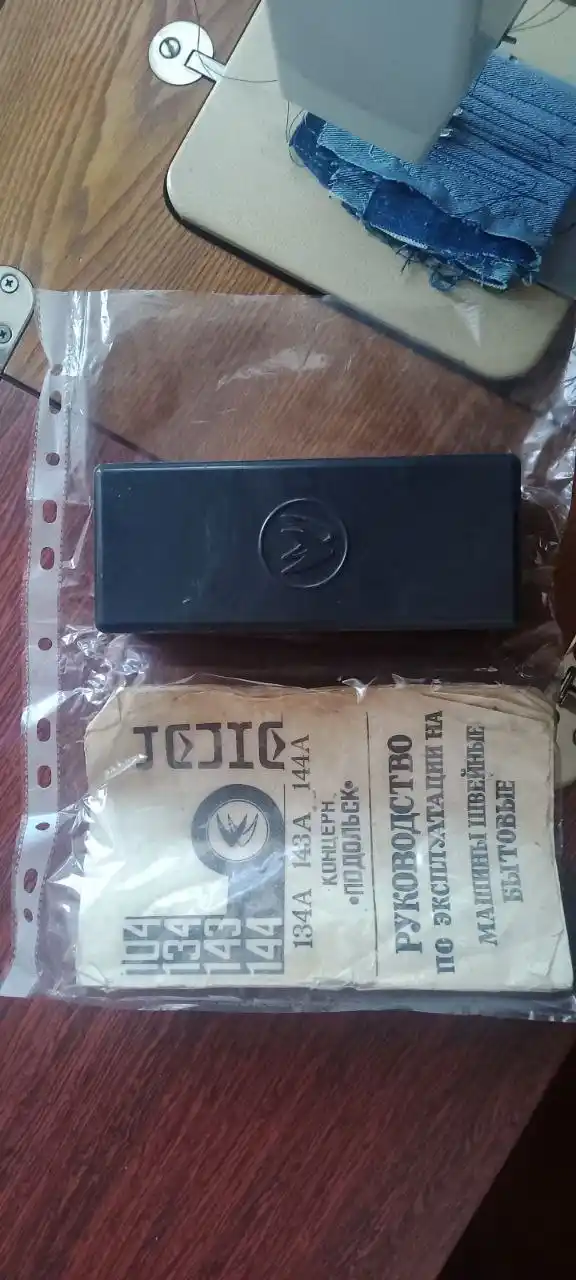 104
134
143
144
134А 143А 144А
КОНЦЕРН
•ПОДОЛЬСК•
РУКОВОДСТВО
ПО ЭКСПЛУАТАЦИИ НА
МАШИНЫ ШВЕЙНЫЕ
БЫТОВЫЕ